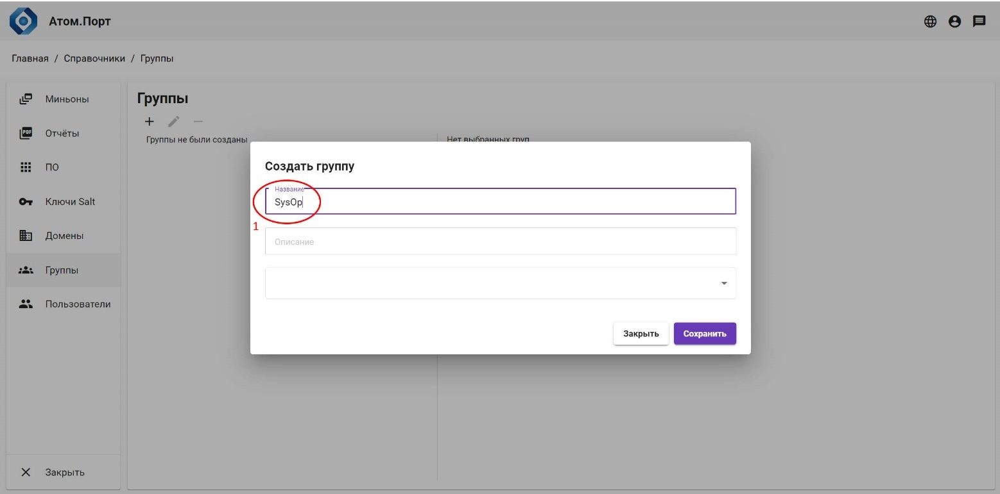 Атом.Порт
Главная / Справочники / Группы
Миньоны
Отчёты
ПО
Ключи Salt
Домены
Группы
Пользователи
Закрыть
Группы
Группы не были созданы
Нет выбранных груп
Создать группу
Название
SysOp
1
Описание
Закрыть
Сохранить
PDF